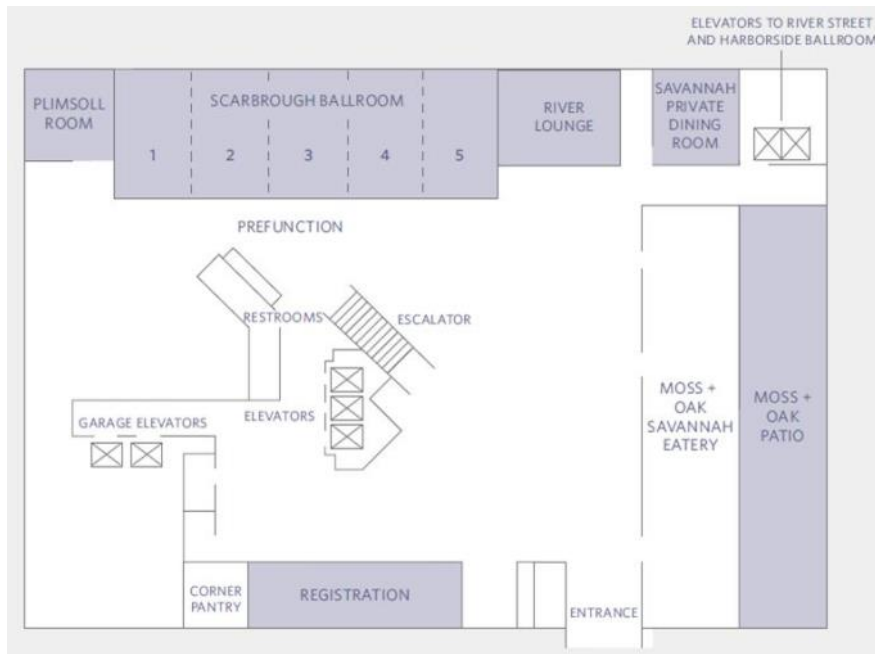 ELEVATORS TO RIVER STREET
AND HARBORSIDE BALLROOM
PLIMSOLL
ROOM
SCARBROUGH BALLROOM
1 2 3 4 5
RIVER
LOUNGE
SAVANNAH
PRIVATE
DINING
ROOM
PREFUNCTION
RESTROOMS
ESCALATOR
GARAGE ELEVATORS
ELEVATORS
MOSS +
OAK
SAVANNAH
EATERY
MOSS +
OAK
PATIO
CORNER
PANTRY
REGISTRATION
ENTRANCE